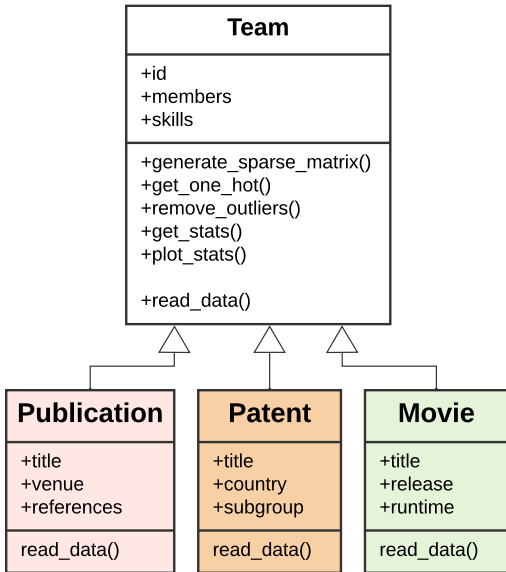 Team
+id
+members
+skills
+generate_sparse_matrix()
+get_one_hot()
+remove_outliers()
+get_stats()
+plot_stats()
+read_data()
Publication
+title
+venue
+references
read_data()
Patent
+title
+country
+subgroup
read_data()
Movie
+title
+release
+runtime
read_data()